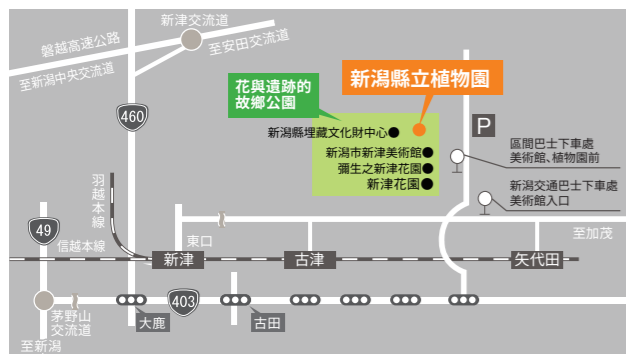 新津交流道
磐越高速公路
至安田交流道
至新潟中央交流道
花與遺跡的
故鄉公園
新潟縣立植物園
460
新潟縣埋藏文化財中心
新潟市新津美術館
彌生之新津花園
新津花園
P
區間巴士下車處
美術館、植物園前
新潟交通巴士下車處
美術館入口
羽越本線
49
信越本線
東口
至加茂
新津
古津
矢代田
403
茅野山
交流道
大鹿
古田
至新潟